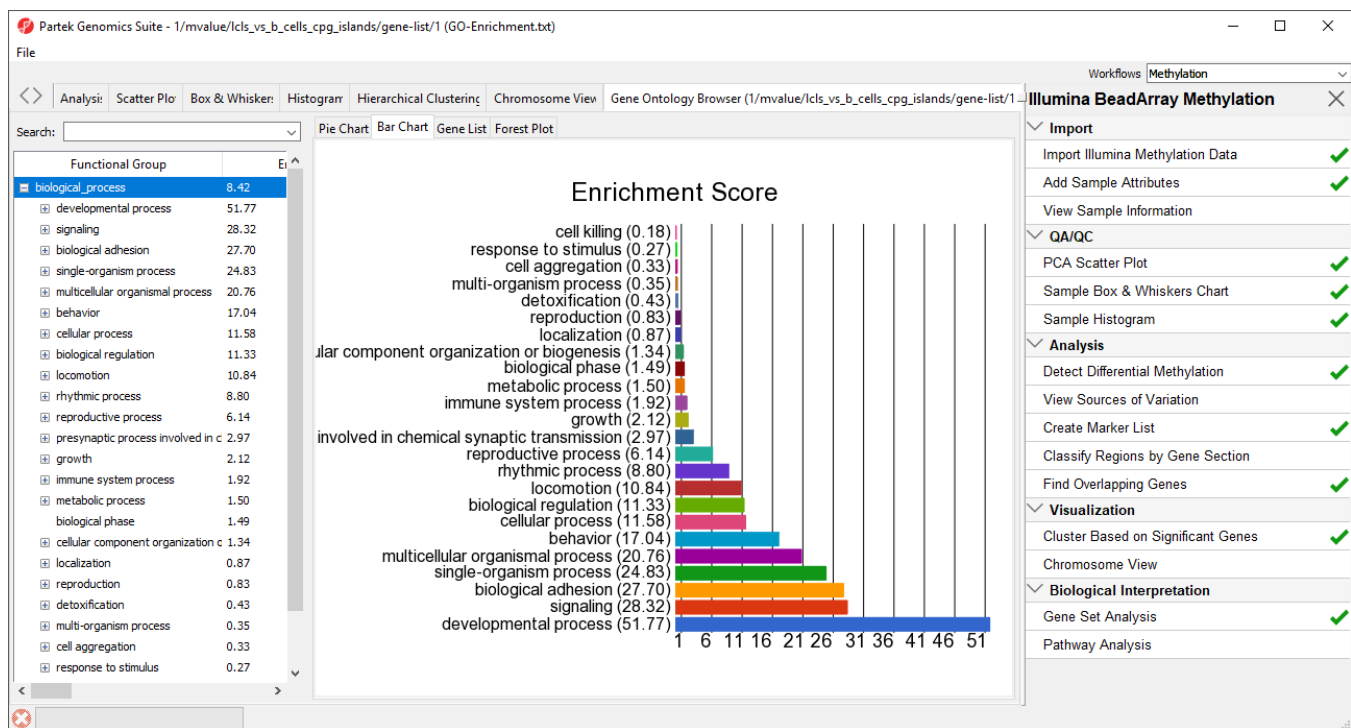 Partek Genomics Suite - 1/mvalue/lcls_vs_b_cells_cpg_islands/gene-list/1 (GO-Enrichment.txt)
File
Workflows Methylation
Analysis Scatter Plot Box & Whiskers Histogram Hierarchical Clustering Chromosome View Gene Ontology Browser (1/mvalue/lcls_vs_b_cells_cpg_islands/gene-list/1
Search:
Functional Group
biological_process 8.42
developmental process 51.77
signaling 28.32
biological adhesion 27.70
single-organism process 24.83
multicellular organismal process 20.76
behavior 17.04
cellular process 11.58
biological regulation 11.33
locomotion 10.84
rhythmic process 8.80
reproductive process 6.14
presynaptic process involved in c 2.97
growth 2.12
immune system process 1.92
metabolic process 1.50
biological phase 1.49
cellular component organization c 1.34
localization 0.87
reproduction 0.83
detoxification 0.43
multi-organism process 0.35
cell aggregation 0.33
response to stimulus 0.27
Pie Chart Bar Chart Gene List Forest Plot
Enrichment Score
cell killing (0.18)
response to stimulus (0.27)
cell aggregation (0.33)
multi-organism process (0.35)
detoxification (0.43)
reproduction (0.83)
localization (0.87)
ular component organization or biogenesis (1.34)
biological phase (1.49)
metabolic process (1.50)
immune system process (1.92)
growth (2.12)
involved in chemical synaptic transmission (2.97)
reproductive process (6.14)
rhythmic process (8.80)
locomotion (10.84)
biological regulation (11.33)
cellular process (11.58)
behavior (17.04)
multicellular organismal process (20.76)
single-organism process (24.83)
biological adhesion (27.70)
signaling (28.32)
developmental process (51.77)
1 6 11 16 21 26 31 36 41 46 51
Illumina BeadArray Methylation
Import
Import Illumina Methylation Data
Add Sample Attributes
View Sample Information
QA/QC
PCA Scatter Plot
Sample Box & Whiskers Chart
Sample Histogram
Analysis
Detect Differential Methylation
View Sources of Variation
Create Marker List
Classify Regions by Gene Section
Find Overlapping Genes
Visualization
Cluster Based on Significant Genes
Chromosome View
Biological Interpretation
Gene Set Analysis
Pathway Analysis